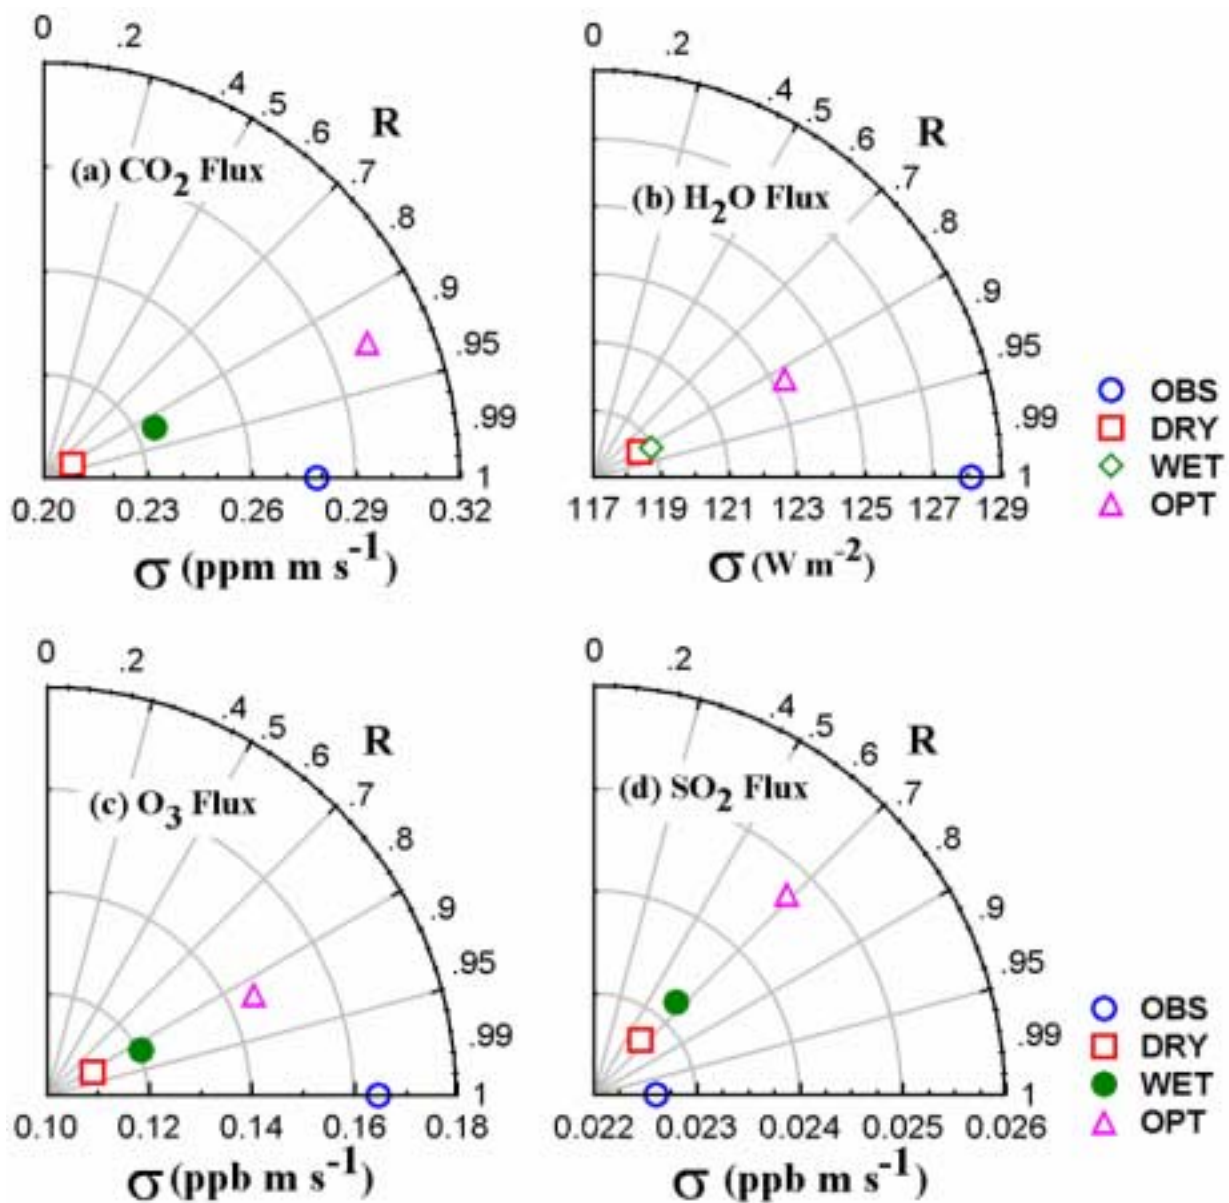 0 .2 .4 .5 .6 .7 .8 .9 .95 .99 1
R
(a) CO2 Flux
0.20 0.23 0.26 0.29 0.32
σ (ppm m s-1)
0 .2 .4 .5 .6 .7 .8 .9 .95 .99 1
R
(b) H2O Flux
117 119 121 123 125 127 129
σ (W m-2)
OBS
DRY
WET
OPT
0 .2 .4 .5 .6 .7 .8 .9 .95 .99 1
R
(c) O3 Flux
0.10 0.12 0.14 0.16 0.18
σ (ppb m s-1)
0 .2 .4 .5 .6 .7 .8 .9 .95 .99 1
R
(d) SO2 Flux
0.022 0.023 0.024 0.025 0.026
σ (ppb m s-1)
OBS
DRY
WET
OPT